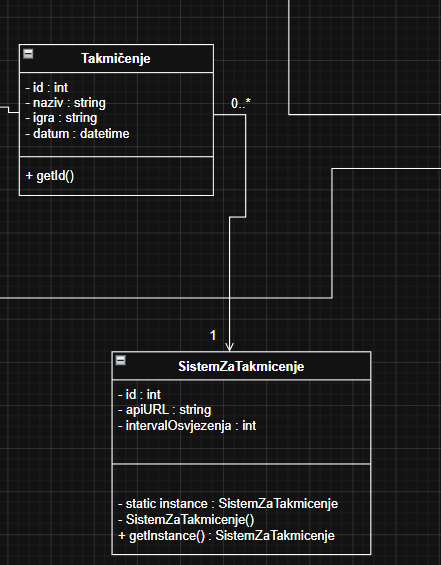 Takmičenje
- id : int
- naziv : string
- igra : string
- datum : datetime
+ getId()
0..*
1
SistemZaTakmicenje
- id : int
- apiURL : string
- intervalOsvjezenja : int
- static instance : SistemZaTakmicenje
- SistemZaTakmicenje()
+ getInstance() : SistemZaTakmicenje